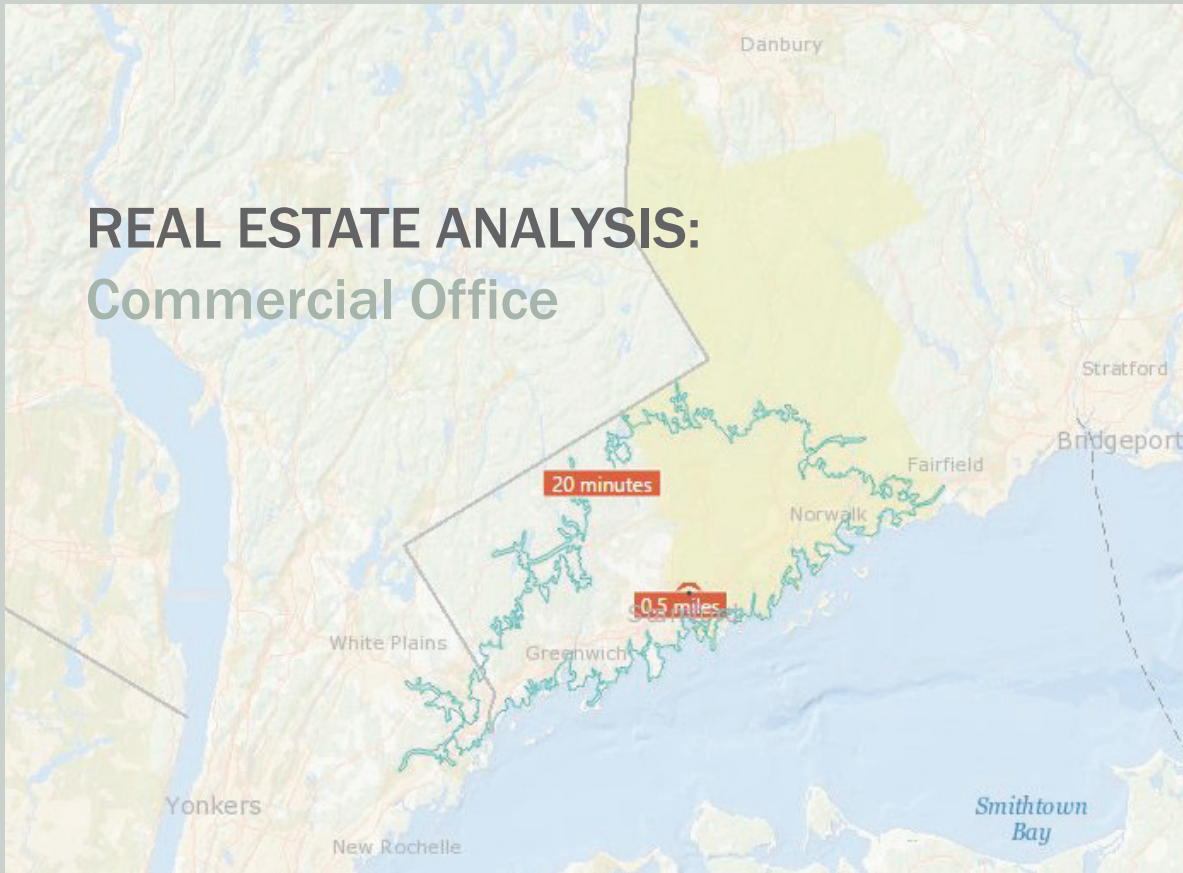 Danbury
REAL ESTATE ANALYSIS:
Commercial Office
Stratford
Bridgeport
Fairfield
20 minutes
Norwalk
0.5 miles
Stamford
White Plains
Greenwich
Yonkers
New Rochelle
Smithtown
Bay